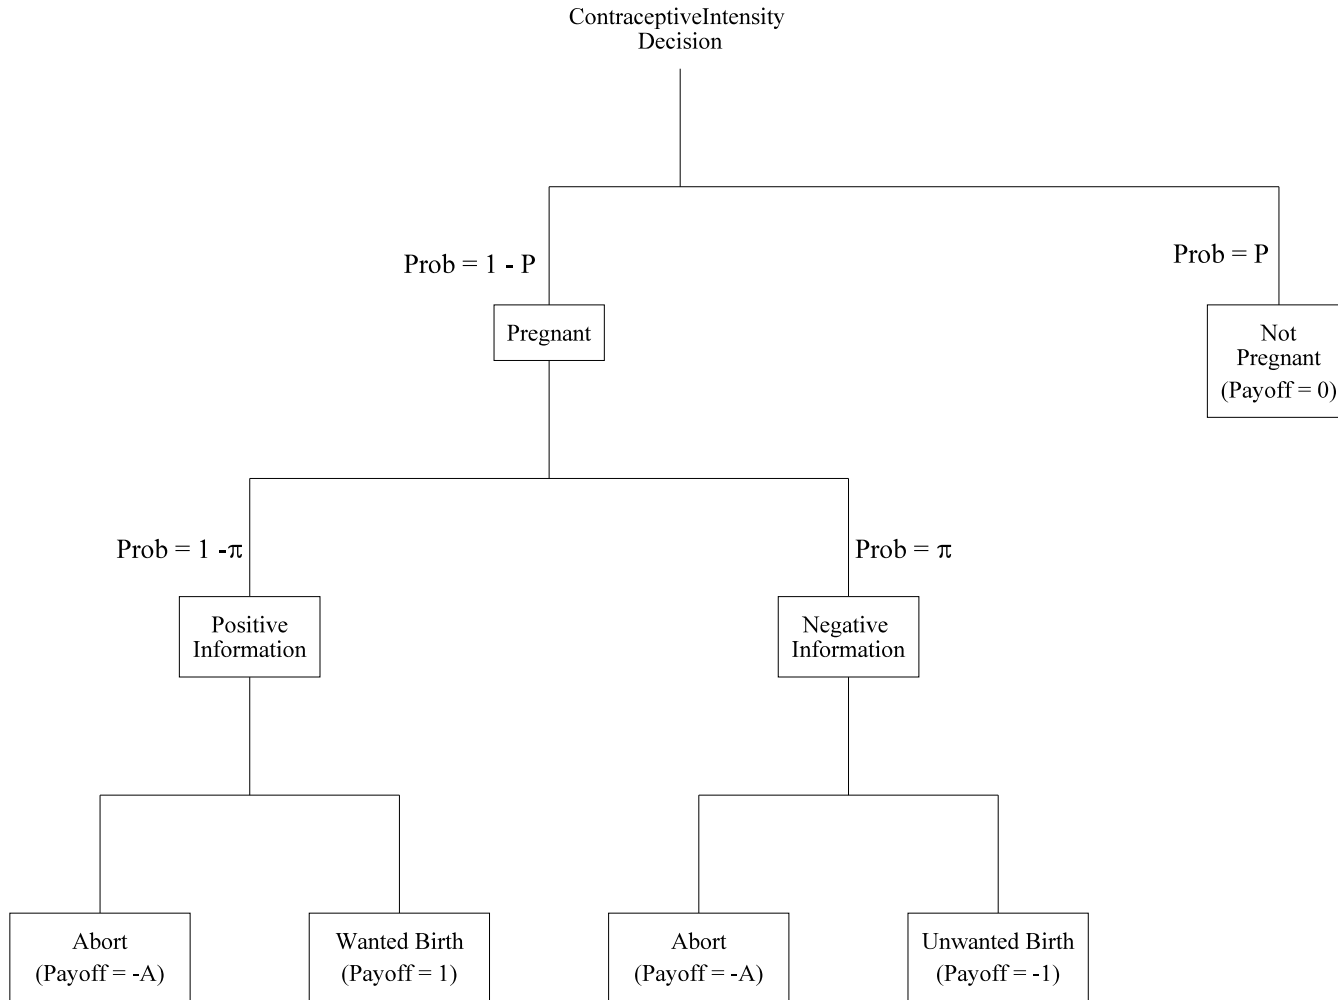 ContraceptiveIntensity
Decision
Prob = 1 - P
Prob = P
Pregnant
Not
Pregnant
(Payoff = 0)
Prob = 1 -π
Prob = π
Positive
Information
Negative
Information
Abort
(Payoff = -A)
Wanted Birth
(Payoff = 1)
Abort
(Payoff = -A)
Unwanted Birth
(Payoff = -1)